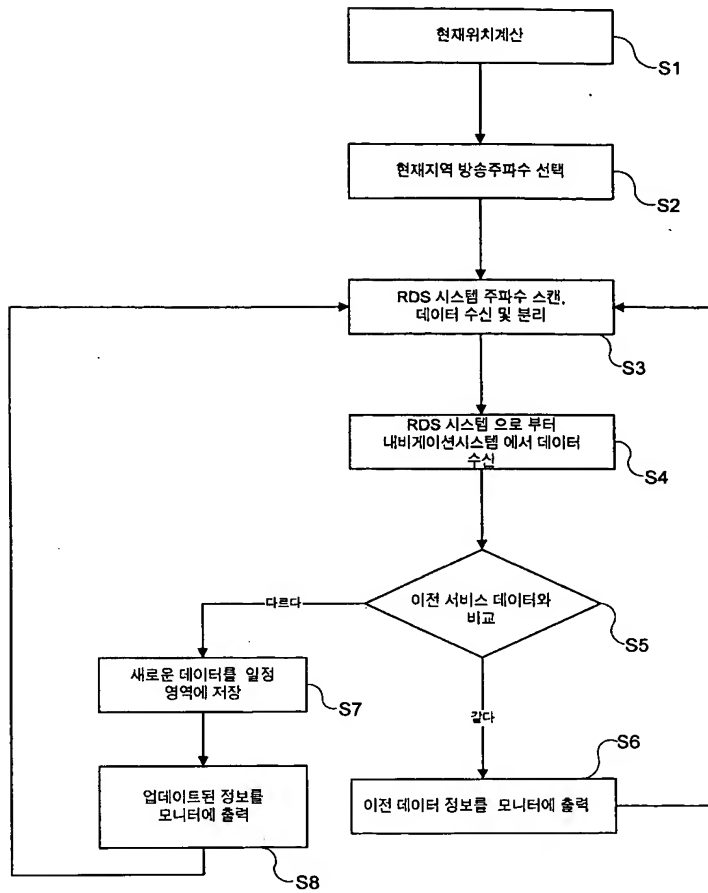 현재위치계산
S1
현재지역 방송주파수 선택
S2
RDS 시스템 주파수 스캔,
데이터 수신 및 분리
S3
RDS 시스템 으로 부터
내비게이션시스템 에서 데이터
수신
S4
이전 서비스 데이터와
비교
S5
다르다
같다
새로운 데이터를 일정
영역에 저장
S7
이전 데이터 정보를 모니터에 출력
S6
업데이트된 정보를
모니터에 출력
S8